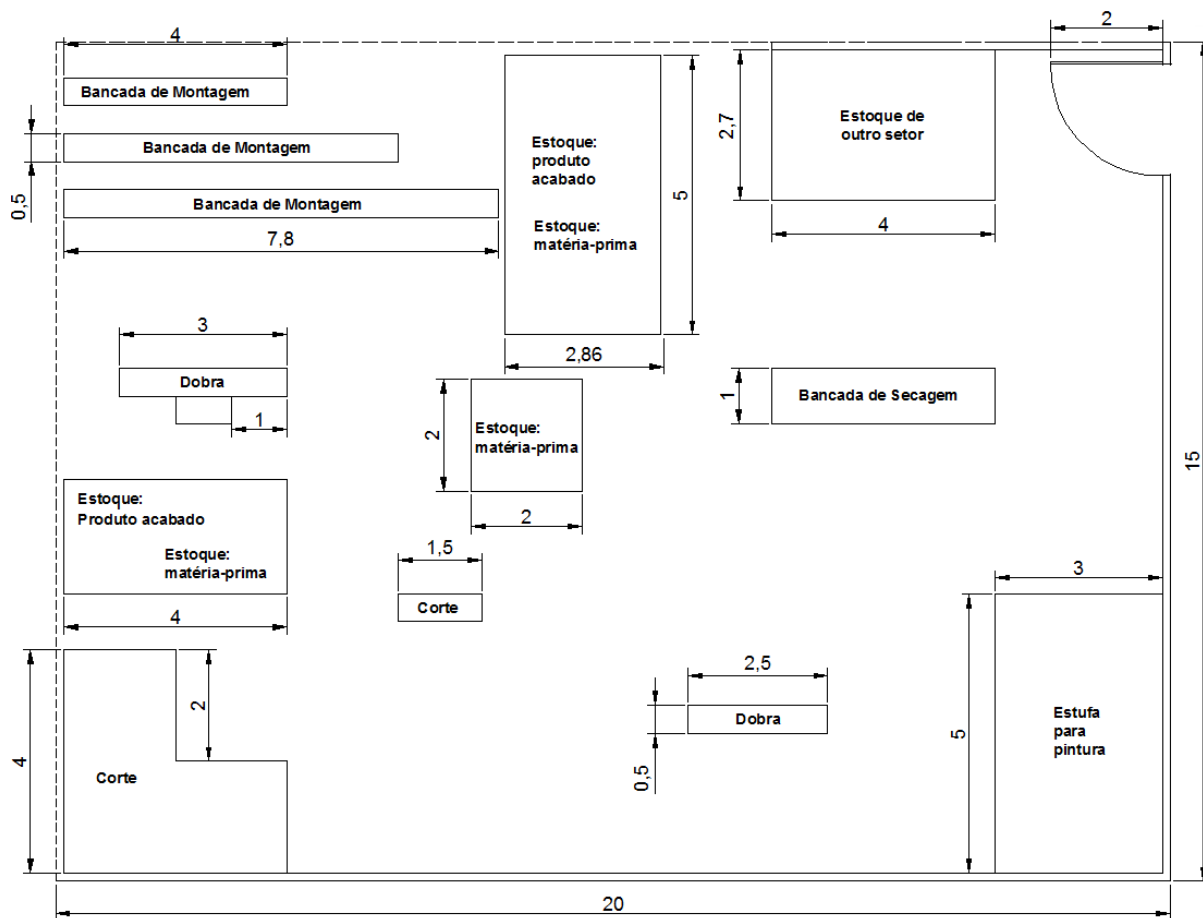 4
2
Bancada de Montagem
Bancada de Montagem
0,5
Bancada de Montagem
7,8
Estoque:
produto
acabado
Estoque:
matéria-prima
5
2,86
2,7
Estoque de
outro setor
4
3
Dobra
1
2
Estoque:
matéria-prima
2
1
Bancada de Secagem
15
Estoque:
Produto acabado
Estoque:
matéria-prima
4
1,5
Corte
3
4
2
Corte
2,5
0,5
Dobra
5
Estufa
para
pintura
20